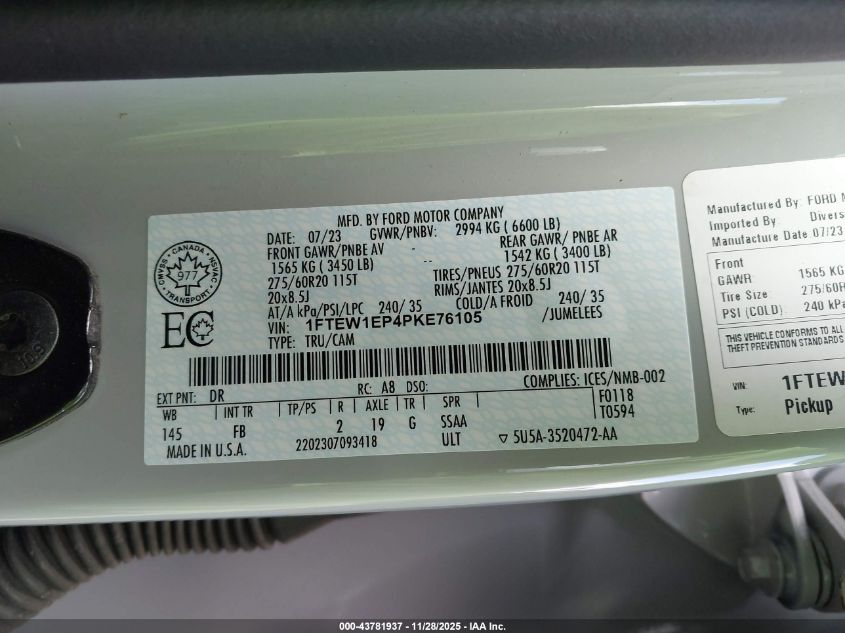 MFD. BY FORD MOTOR COMPANY
DATE: 07/23 GVWR/PNBV: 2994 KG ( 6600 LB)
FRONT GAWR/ PNBE AV - REAR GAWR/ PNBE AR
1565 KG ( 3450 LB) 1542 KG ( 3400 LB)
275/60R20 115T TIRES/PNEUS 275/60R20 115T
20x8.5J RIMS/JANTES 20x8.5J
AT/A kPa/PSI/LPC 240/ 35 COLD/A FROID 240/ 35
VIN: 1FTEW1EP4PKE76105 /JUMELEES
TYPE: TRU/CAM
CANADA
CMVSS NSVAC
977
TRANSPORT
EC
EXT PNT: DR RC: A8 DSO: COMPLIES: ICES/NMB-002
WB INT TR TP/PS R AXLE TR SPR F0118
145 FB 2 19 G SSAA T0594
MADE IN U.S.A. 2202307093418 ULT ▽ 5U5A-3520472-AA
Manufactured By: FORD
Imported By: Divers
Manufacture Date: 07/23
Front
GAWR: 1565 KG
Tire Size: 275/60R
PSI (COLD): 240 kPa
THIS VEHICLE CONFORMS TO ALL
THEFT PREVENTION STANDARDS
VIN: 1FTEW
Type: Pickup
000-43781937 - 11/28/2025 - IAA Inc.